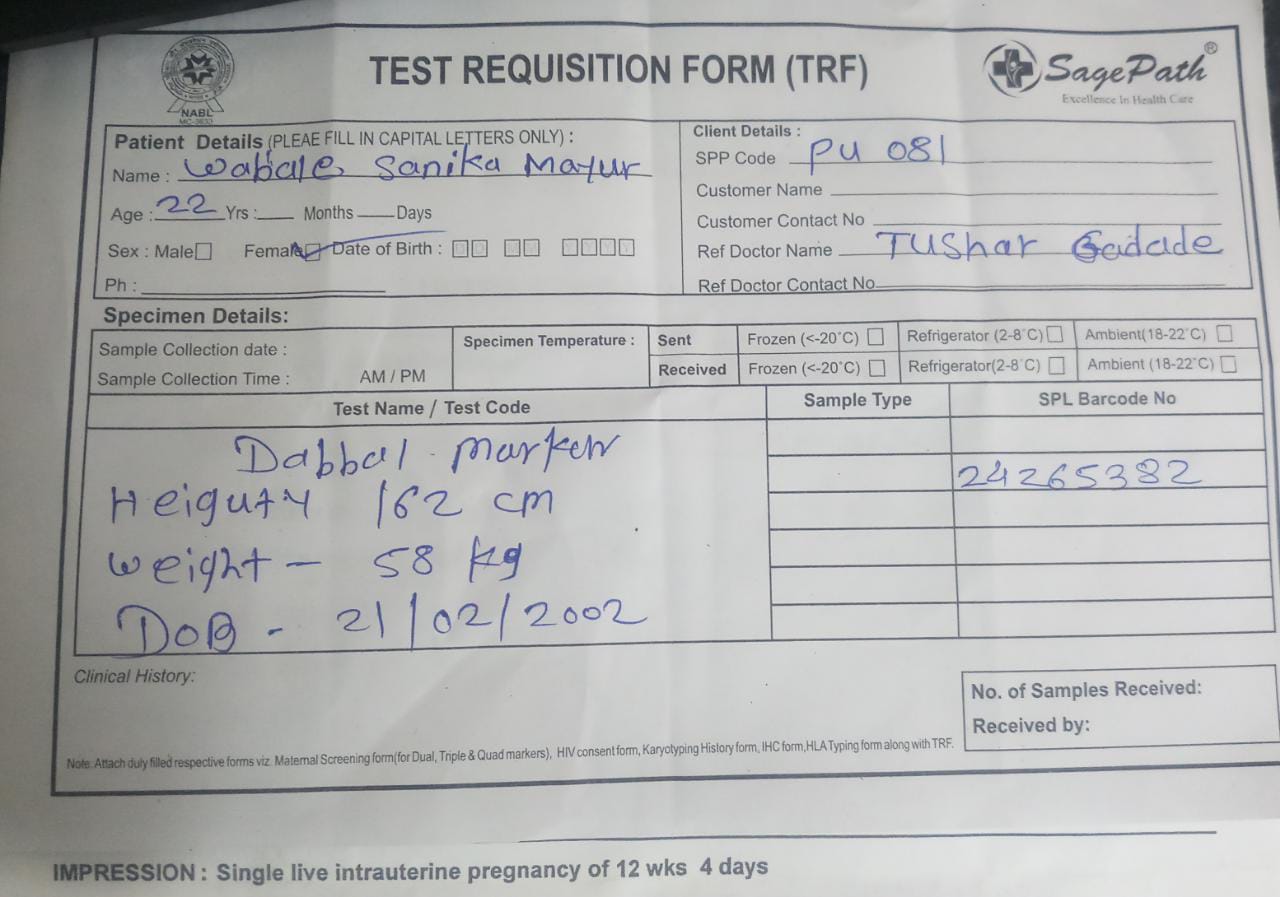 TEST REQUISITION FORM (TRF)
NABL
MC-3633
SagePath®
Excellence In Health Care
Patient Details (PLEAE FILL IN CAPITAL LETTERS ONLY) :
Name : Wabale Sanika Mayur
Age : 22 Yrs : Months Days
Sex : Male Female Date of Birth : D D M M Y Y Y Y
Ph :
Client Details :
SPP Code PU 081
Customer Name
Customer Contact No
Ref Doctor Name TUShar Gadade
Ref Doctor Contact No
Specimen Details:
Sample Collection date :
Sample Collection Time : AM / PM
Specimen Temperature :
Sent Frozen (<-20°C) Refrigerator (2-8°C) Ambient(18-22°C)
Received Frozen (<-20°C) Refrigerator(2-8°C) Ambient (18-22°C)
Test Name / Test Code Sample Type SPL Barcode No
Dabbal marker
24265382
Heiguty 162 cm
weight – 58 kg
DOB - 21/02/2002
Clinical History:
No. of Samples Received:
Received by:
Note: Attach duly filled respective forms viz. Maternal Screening form(for Dual, Triple & Quad markers), HIV consent form, Karyotyping History form, IHC form,HLA Typing form along with TRF.
IMPRESSION : Single live intrauterine pregnancy of 12 wks 4 days